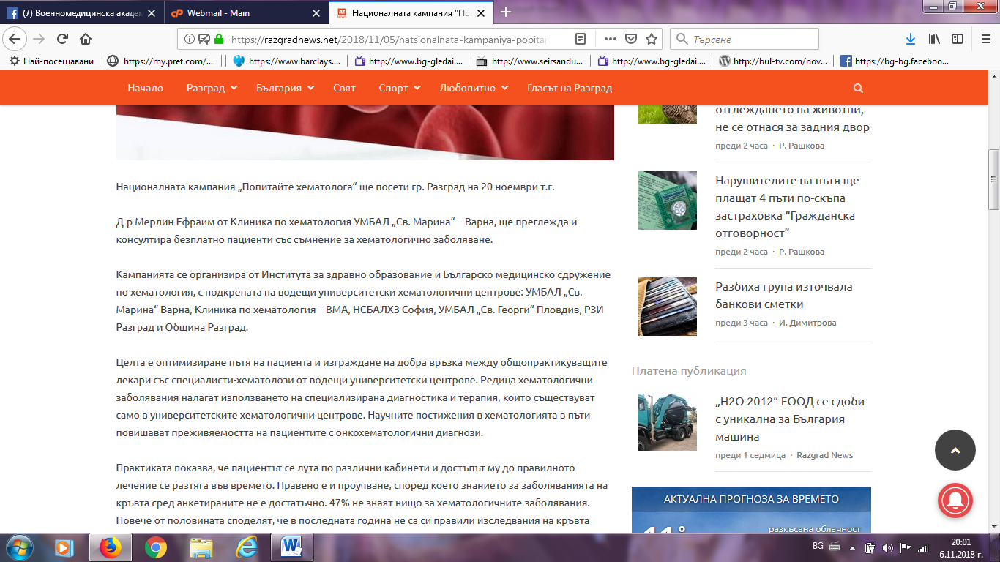 (7) Военномедицинска акаде
Webmail - Main
Националната кампания "Поп
https://razgradnews.net/2018/11/05/natsionalnata-kampaniya-popitaj
Търсене
Най-посещавани
https://my.pret.com/...
https://www.barclays....
http://www.bg-gledai....
http://www.seirsandu...
http://www.bg-gledai....
http://bul-tv.com/nov...
https://bg-bg.faceboo...
Начало Разград България Свят Спорт Любопитно Гласът на Разград
Националната кампания „Попитайте хематолога“ ще посети гр. Разград на 20 ноември т.г.
Д-р Мерлин Ефраим от Клиника по хематология УМБАЛ „Св. Марина“ – Варна, ще преглежда и
консултира безплатно пациенти със съмнение за хематологично заболяване.
Кампанията се организира от Института за здравно образование и Българско медицинско сдружение
по хематология, с подкрепата на водещи университетски хематологични центрове: УМБАЛ „Св.
Марина“ Варна, Клиника по хематология – ВМА, НСБАЛХЗ София, УМБАЛ „Св. Георги“ Пловдив, РЗИ
Разград и Община Разград.
Целта е оптимизиране пътя на пациента и изграждане на добра връзка между общопрактикуващите
лекари със специалисти-хематолози от водещи университетски центрове. Редица хематологични
заболявания налагат използването на специализирана диагностика и терапия, които съществуват
само в университетските хематологични центрове. Научните постижения в хематологията в пъти
повишават преживяемостта на пациентите с онкохематологични диагнози.
Практиката показва, че пациентът се лута по различни кабинети и достъпът му до правилното
лечение се разтяга във времето. Правено е и проучване, според което знанието за заболяванията на
кръвта сред анкетираните не е достатъчно. 47% не знаят нищо за хематологичните заболявания.
Повече от половината споделят, че в последната година не са си правили изследвания на кръвта
отглеждането на животни,
не се отнася за задния двор
преди 2 часа · Р. Рашкова
Нарушителите на пътя ще
плащат 4 пъти по-скъпа
застраховка “Гражданска
отговорност”
преди 2 часа · Р. Рашкова
Разбиха група източвала
банкови сметки
преди 3 часа · И. Димитрова
Платена публикация
„H2O 2012“ ЕООД се сдоби
с уникална за България
машина
преди 1 седмица · Razgrad News
АКТУАЛНА ПРОГНОЗА ЗА ВРЕМЕТО
11°
разкъсана облачност
BG
20:01
6.11.2018 г.